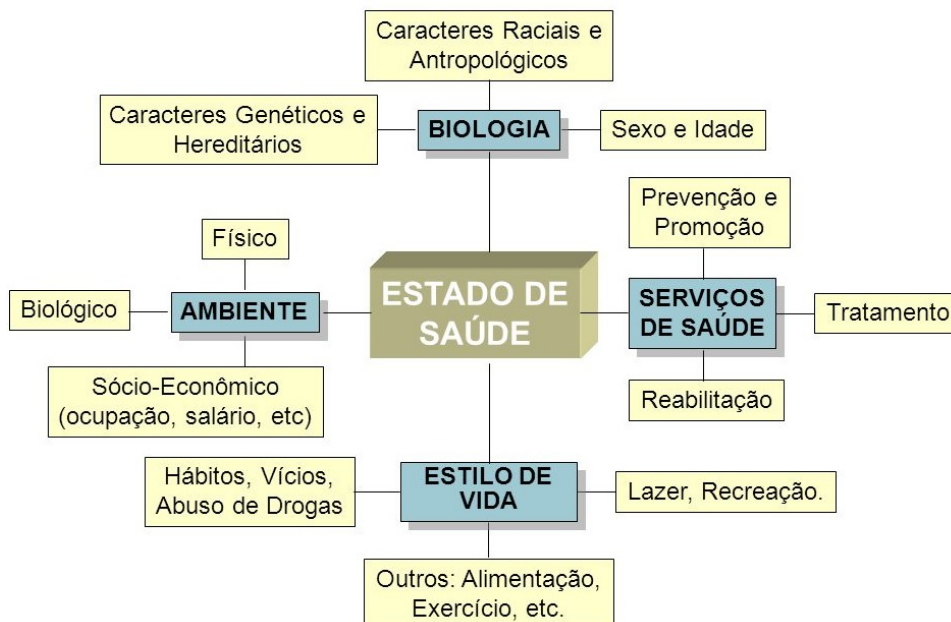 Caracteres Raciais e
Antropológicos
Caracteres Genéticos e
Hereditários
BIOLOGIA
Sexo e Idade
Prevenção e
Promoção
Físico
Biológico
AMBIENTE
ESTADO DE
SAÚDE
SERVIÇOS
DE SAÚDE
Tratamento
Sócio-Econômico
(ocupação, salário, etc)
Reabilitação
Hábitos, Vícios,
Abuso de Drogas
ESTILO DE
VIDA
Lazer, Recreação.
Outros: Alimentação,
Exercício, etc.